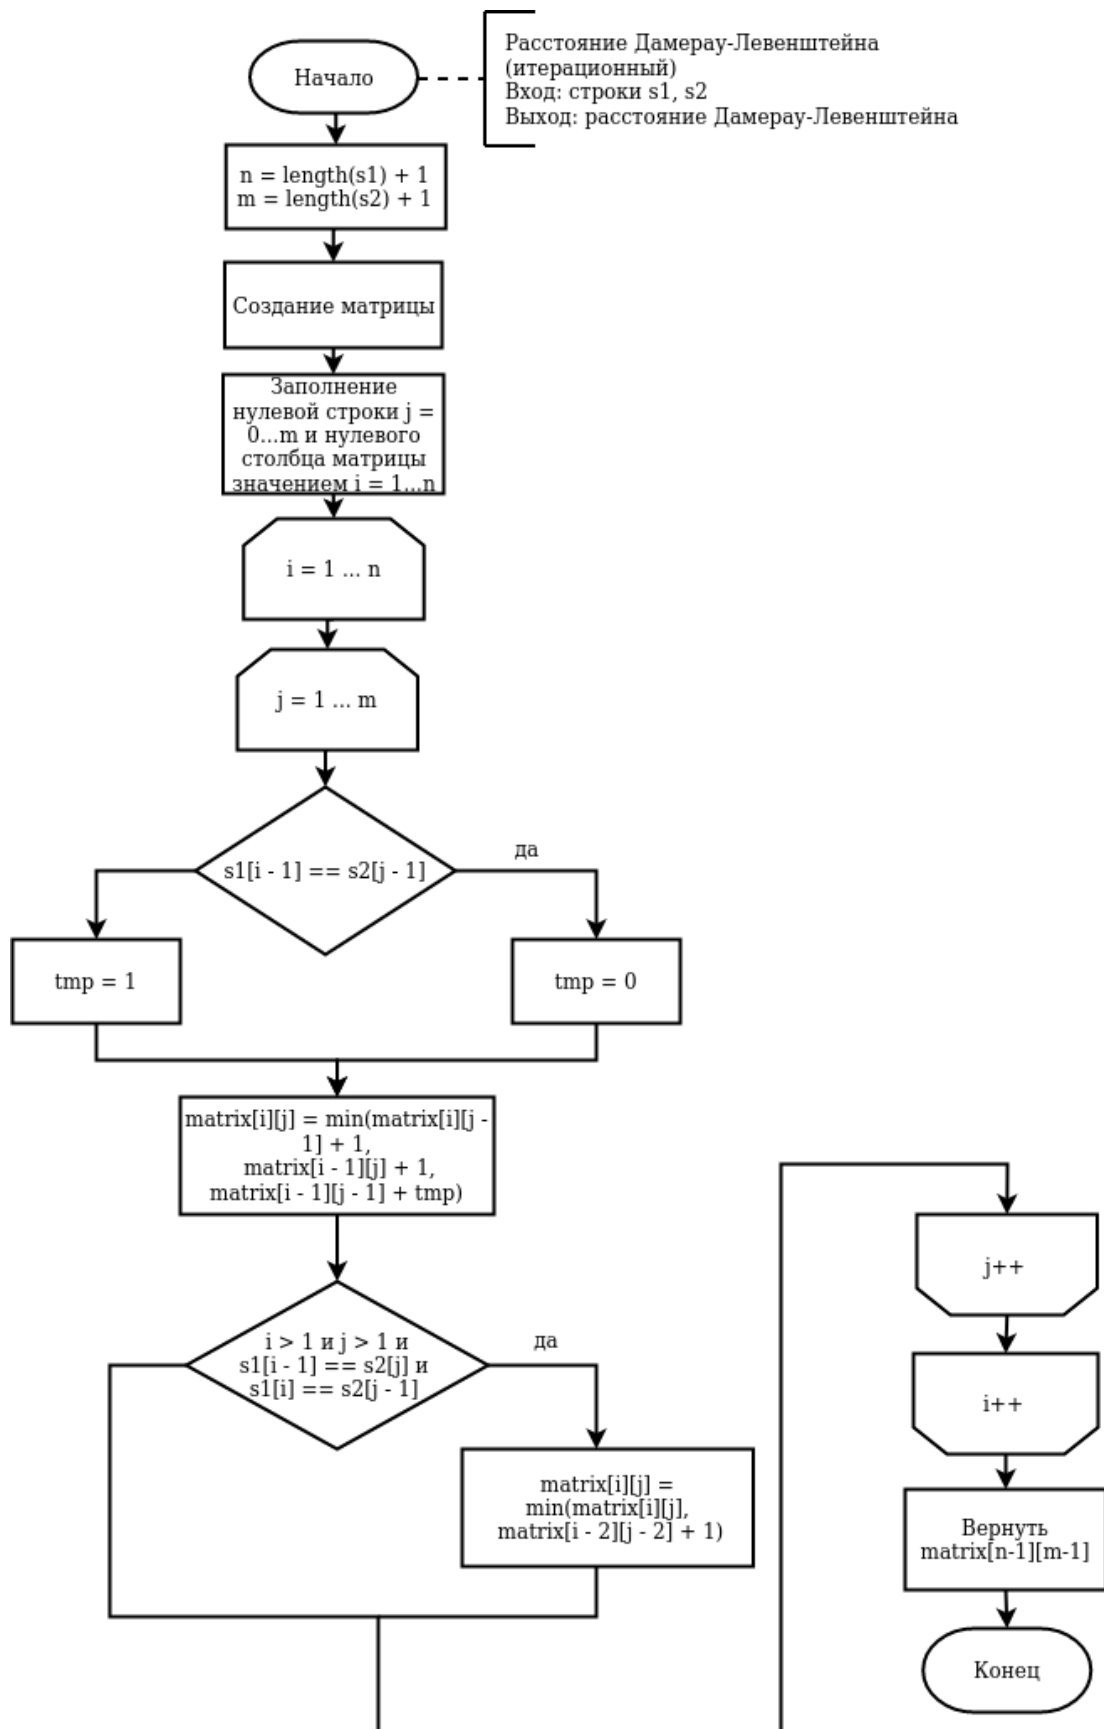 Начало
Расстояние Дамерау-Левенштейна
(итерационный)
Вход: строки s1, s2
Выход: расстояние Дамерау-Левенштейна
n = length(s1) + 1
m = length(s2) + 1
Создание матрицы
Заполнение
нулевой строки j =
0...m и нулевого
столбца матрицы
значением i = 1...n
i = 1 ... n
j = 1 ... m
s1[i - 1] == s2[j - 1]
да
tmp = 1
tmp = 0
matrix[i][j] = min(matrix[i][j -
1] + 1,
matrix[i - 1][j] + 1,
matrix[i - 1][j - 1] + tmp)
i > 1 и j > 1 и
s1[i - 1] == s2[j] и
s1[i] == s2[j - 1]
да
matrix[i][j] =
min(matrix[i][j],
matrix[i - 2][j - 2] + 1)
j++
i++
Вернуть
matrix[n-1][m-1]
Конец